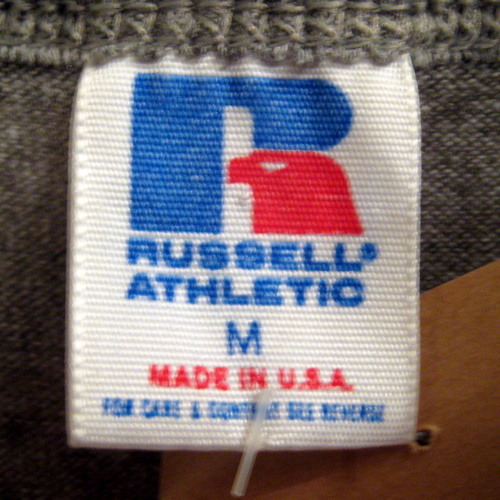 RUSSELL®
ATHLETIC
M
MADE IN U.S.A.
FOR CARE & CONTENT SEE REVERSE